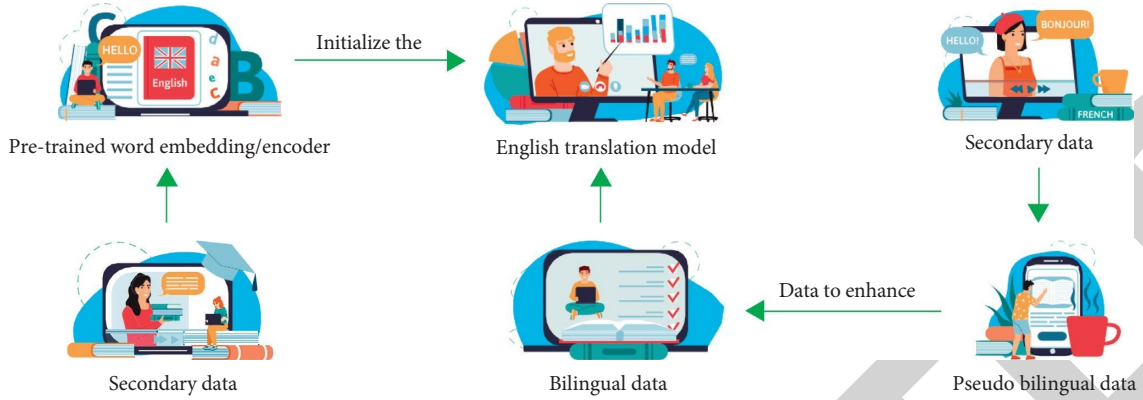 HELLO
English
Initialize the
HELLO!
BONJOUR!
FRENCH
Pre-trained word embedding/encoder
English translation model
Secondary data
Data to enhance
Secondary data
Bilingual data
Pseudo bilingual data